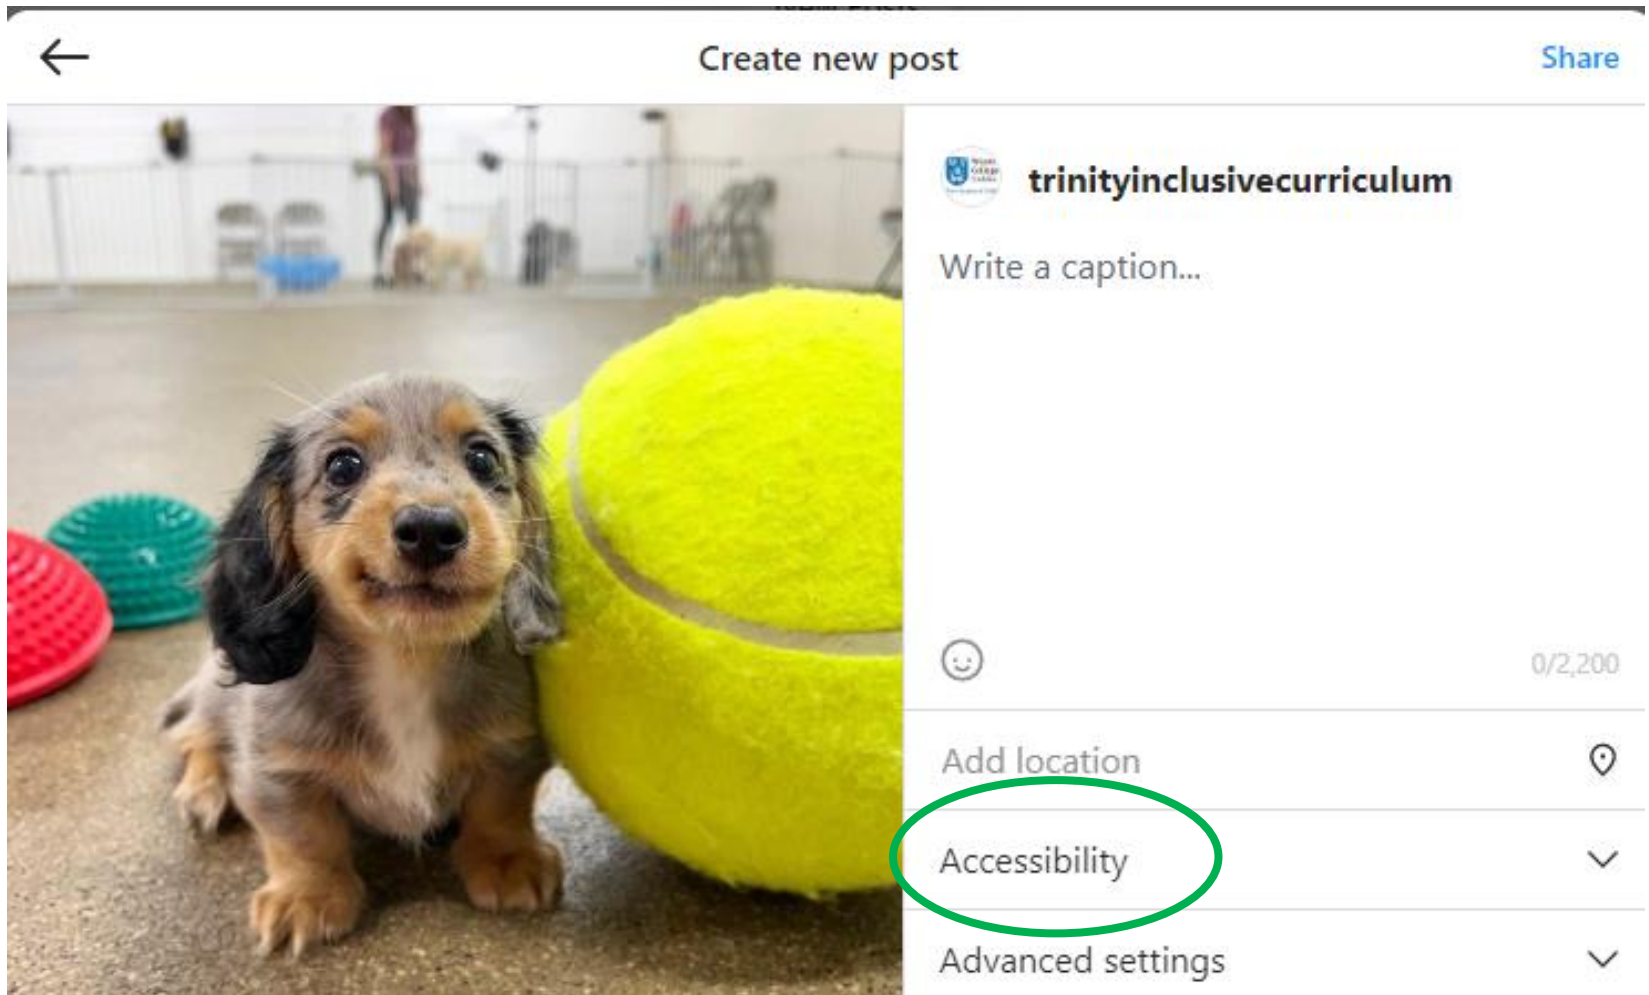 Create new post
Share
trinityinclusivecurriculum
Write a caption...
0/2,200
Add location
Accessibility
Advanced settings